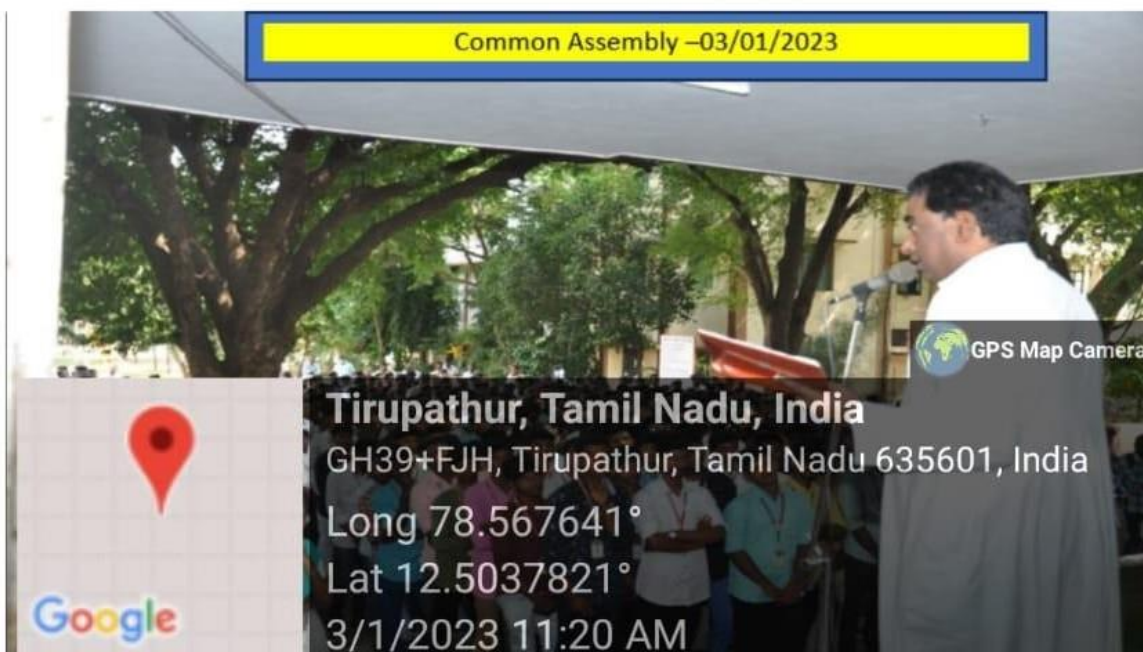 Common Assembly –03/01/2023
GPS Map Camera
Tirupathur, Tamil Nadu, India
GH39+FJH, Tirupathur, Tamil Nadu 635601, India
Long 78.567641°
Lat 12.5037821°
3/1/2023 11:20 AM
Google